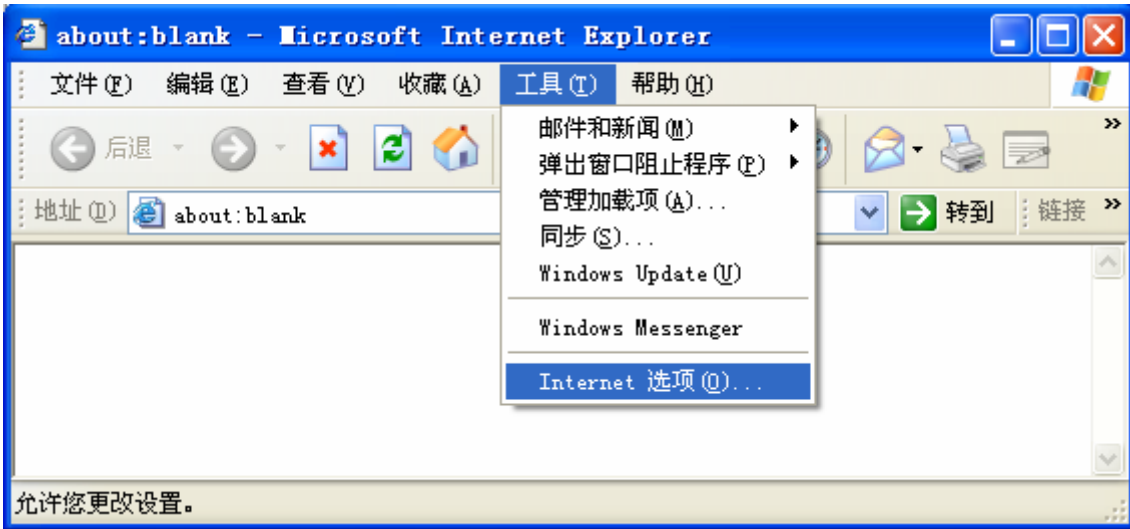 about:blank - Microsoft Internet Explorer
文件(F) 编辑(E) 查看(V) 收藏(A) 工具(T) 帮助(H)
后退
地址(D) about:blank 转到 链接
邮件和新闻(M)
弹出窗口阻止程序(P)
管理加载项(A)...
同步(S)...
Windows Update(U)
Windows Messenger
Internet 选项(O)...
允许您更改设置。